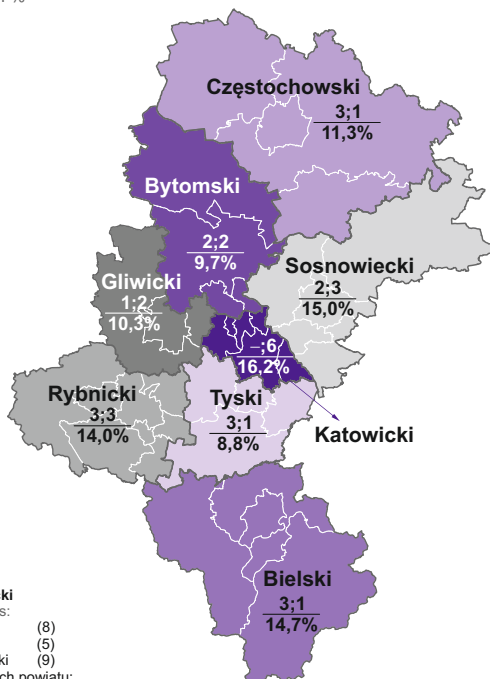 Częstochowski
3;1
11,3%
Bytomski
2;2
9,7%
Sosnowiecki
2;3
15,0%
Gliwicki
1;2
10,3%
–;6
16,2%
Katowicki
Rybnicki
3;3
14,0%
Tyski
3;1
8,8%
Bielski
3;1
14,7%
(8)
(5)
(9)
powiatu: